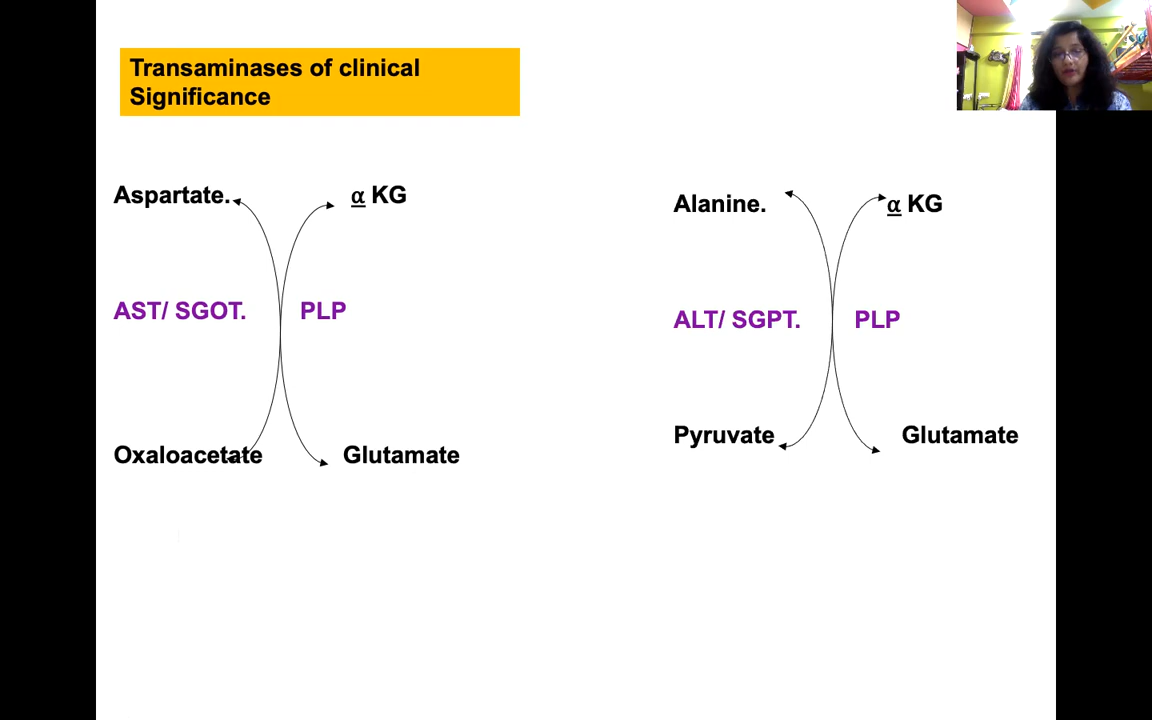 Transaminases of clinical
Significance
Aspartate.
α KG
Alanine.
α KG
AST/ SGOT.
PLP
ALT/ SGPT.
PLP
Pyruvate
Glutamate
Oxaloacetate
Glutamate